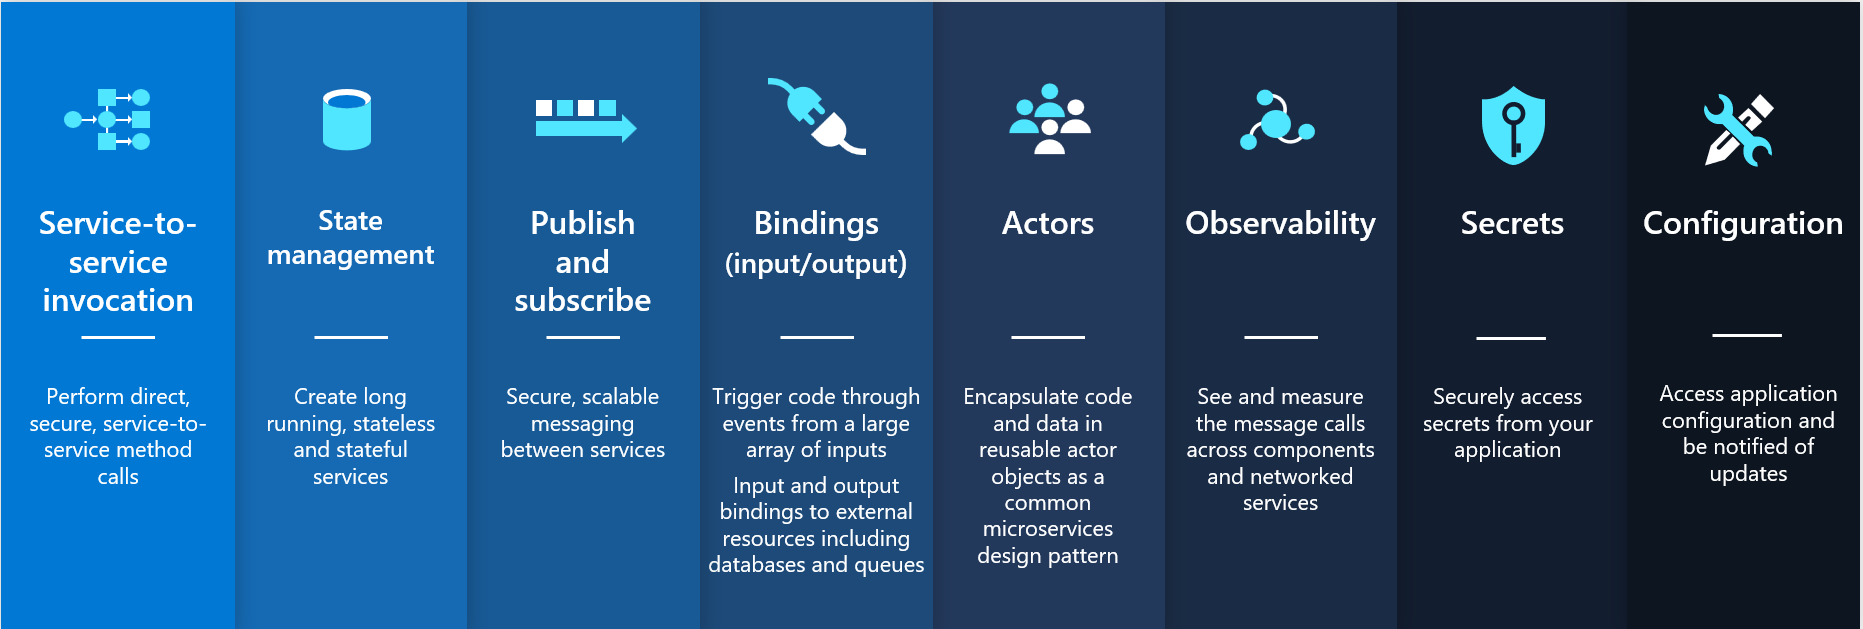 Service-to-
service
invocation
Perform direct,
secure, service-to-
service method
calls
State
management
Create long
running, stateless
and stateful
services
Publish
and
subscribe
Secure, scalable
messaging
between services
Bindings
(input/output)
Trigger code through
events from a large
array of inputs
Input and output
bindings to external
resources including
databases and queues
Actors
Encapsulate code
and data in
reusable actor
objects as a
common
microservices
design pattern
Observability
See and measure
the message calls
across components
and networked
services
Secrets
Securely access
secrets from your
application
Configuration
Access application
configuration and
be notified of
updates